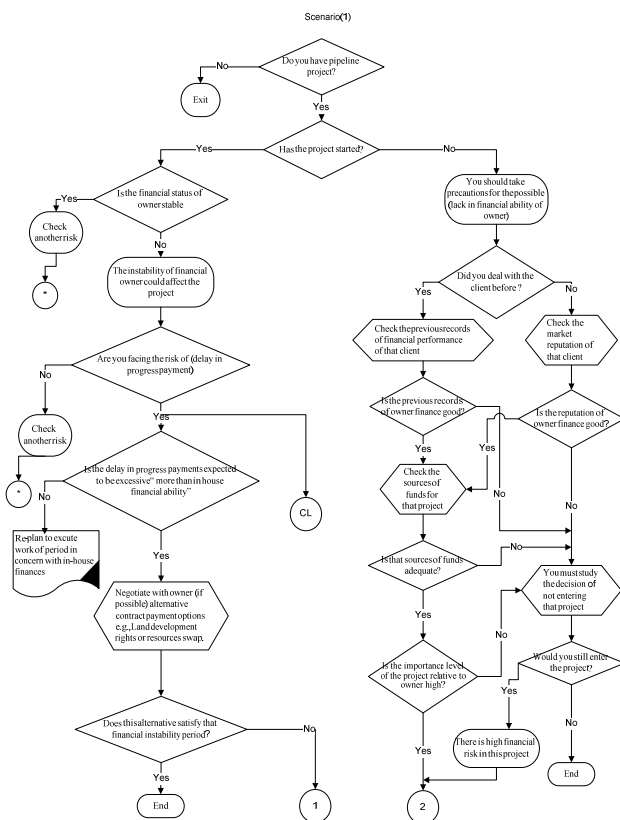 Scenario(1)
Do you have pipeline
project?
No
Exit
Yes
Has the project started?
Yes
No
Is the financial status of
owner stable
Yes
Check
another risk
*
No
The instability of financial
owner could affect the
project
Are you facing the risk of (delay in
progress payment)
No
Check
another risk
*
Yes
CL
Is the delay in progress payments expected
to be excessive “ more than in house
financial ability”
No
Re-plan to excute
work of period in
concern with in-house
finances
Yes
Negotiate with owner (if
possible) alternative
contract payment options
e.g., Land development
rights or resources swap.
Does this alternative satisfy that
financial instability period?
No
1
Yes
End
You should take
precautions for the possible
(lack in financial ability of
owner)
Did you deal with the
client before ?
Yes
No
Check the previous records
of financial performance
of that client
Check the
market
reputation of
that client
Is the previous records
of owner finance good?
Is the reputation of
owner finance good?
Yes
Yes
No
No
Check the
sources of
funds for
that project
Is that sources of funds
adequate?
No
You must study
the decision of
not entering
that project
Yes
No
Is the importance level
of the project relative to
owner high?
Would you still enter
the project?
Yes
No
There is high financial
risk in this project
Yes
End
2